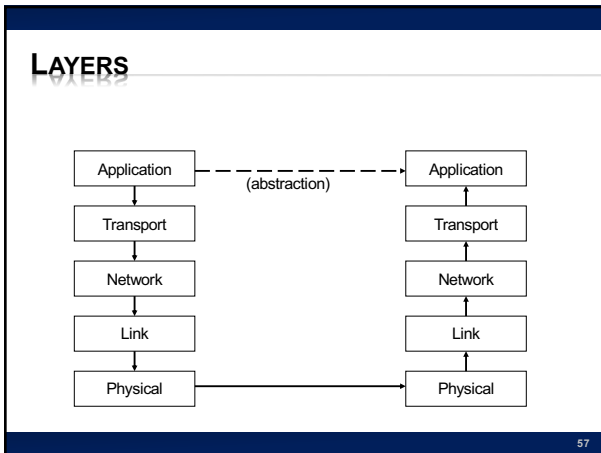 LAYERS
Application
(abstraction)
Application
Transport
Transport
Network
Network
Link
Link
Physical
Physical
57